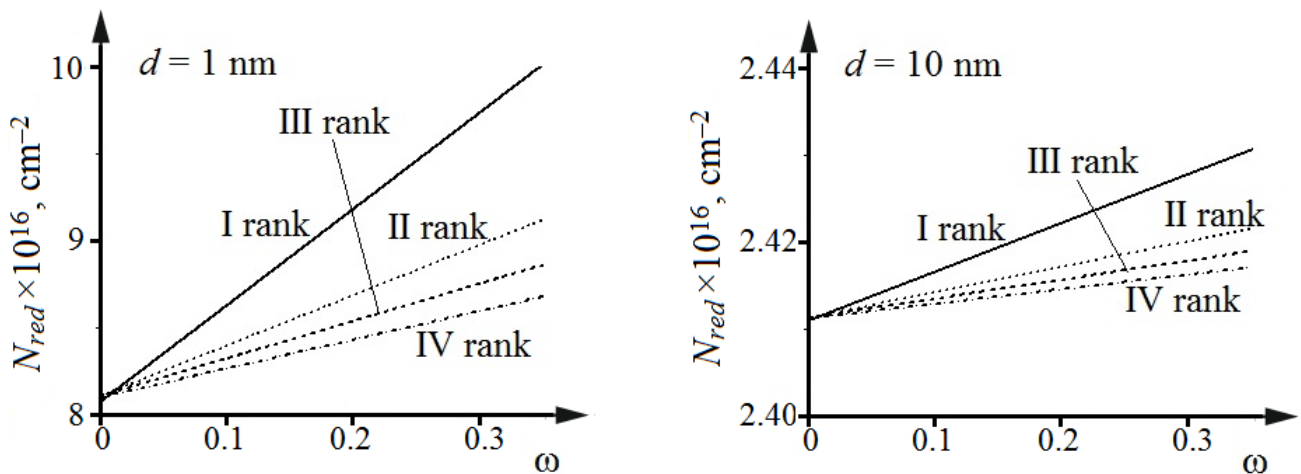 N_red ×10^16, cm^−2
d = 1 nm
10
9
8
III rank
I rank
II rank
IV rank
0 0.1 0.2 0.3
ω
N_red ×10^16, cm^−2
d = 10 nm
2.44
2.42
2.40
III rank
I rank
II rank
IV rank
0 0.1 0.2 0.3
ω